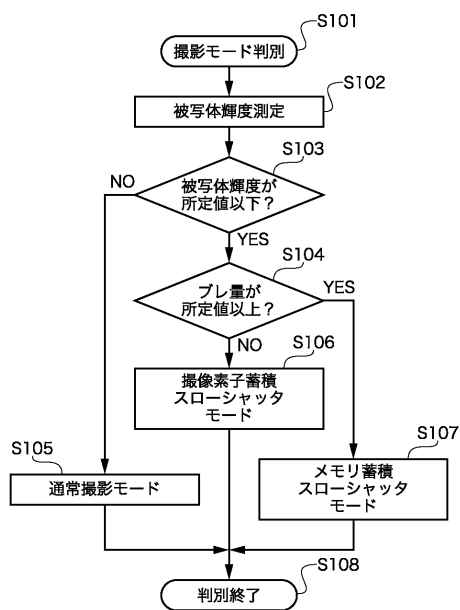 S101
撮影モード判別
S102
被写体輝度測定
S103
NO
被写体輝度が
所定値以下？
YES
S104
ブレ量が
所定値以上？
YES
NO
S106
撮像素子蓄積
スローシャッタ
モード
S105
通常撮影モード
S107
メモリ蓄積
スローシャッタ
モード
S108
判別終了